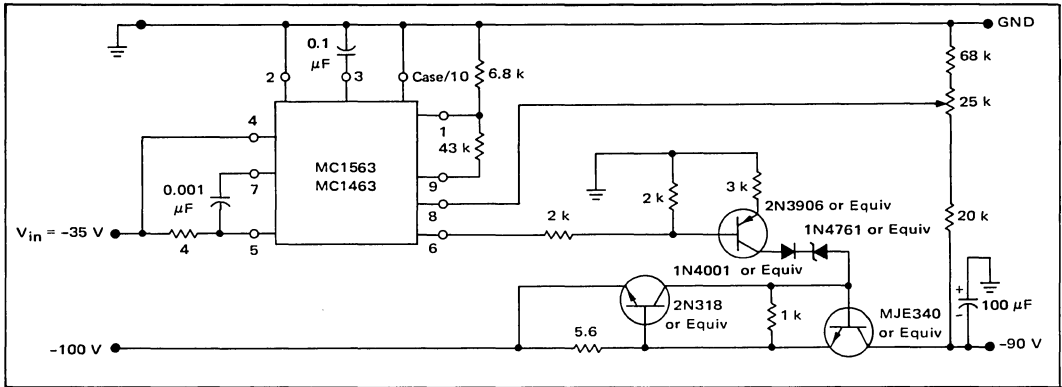 GND
0.1
μF
2
3
Case/10
6.8 k
68 k
25 k
4
1
43 k
MC1563
MC1463
7
0.001
μF
9
8
2 k
3 k
2N3906 or Equiv
20 k
Vin = –35 V
4
5
6
2 k
1N4761 or Equiv
1N4001 or Equiv
2N318
or Equiv
1 k
MJE340
or Equiv
+
100 μF
-
–100 V
5.6
–90 V